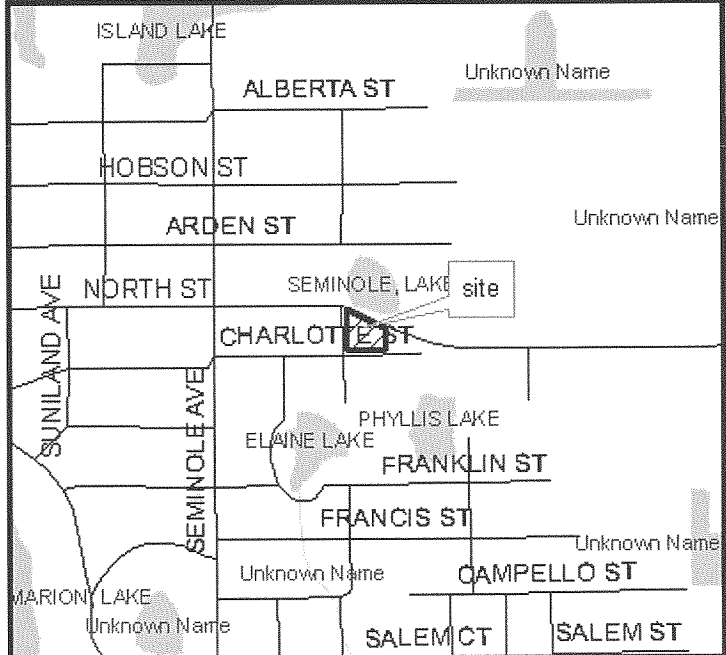 ISLAND LAKE
ALBERTA ST
Unknown Name
HOBSON ST
Unknown Name
ARDEN ST
NORTH ST
SEMINOLE, LAKE
site
SUNILAND AVE
CHARLOTTE ST
SEMINOLE AVE
PHYLLIS LAKE
ELAINE LAKE
FRANKLIN ST
FRANCIS ST
Unknown Name
Unknown Name
CAMPELLO ST
MARION, LAKE
Unknown Name
SALEM CT
SALEM ST